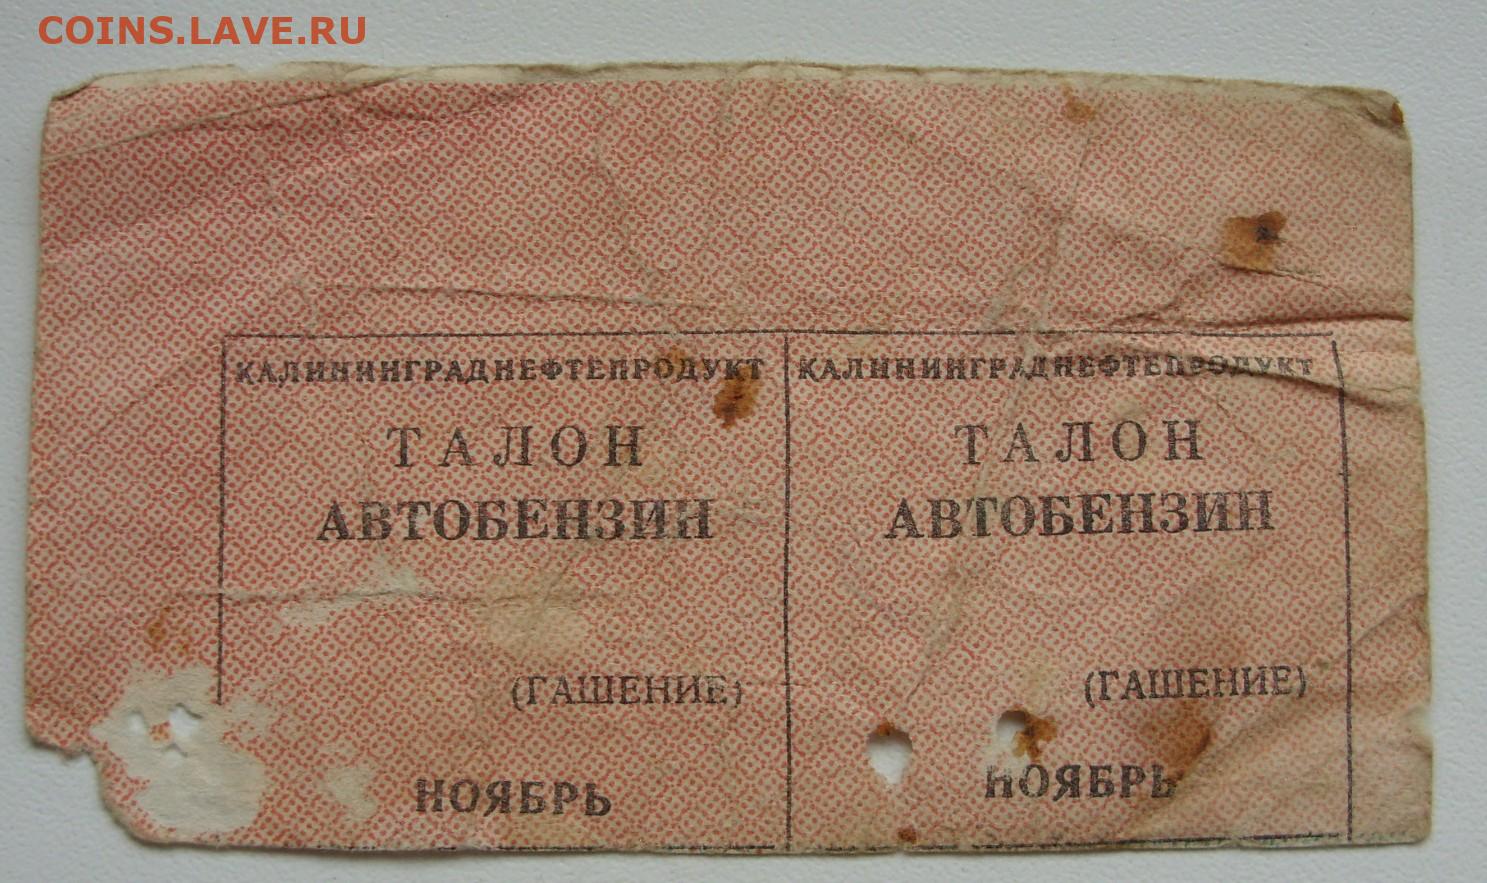 COINS.LAVE.RU
КАЛИНИНГРАДНЕФТЕПРОДУКТ
ТАЛОН
АВТОБЕНЗИН
(ГАШЕНИЕ)
НОЯБРЬ
КАЛИНИНГРАДНЕФТЕПРОДУКТ
ТАЛОН
АВТОБЕНЗИН
(ГАШЕНИЕ)
НОЯБРЬ